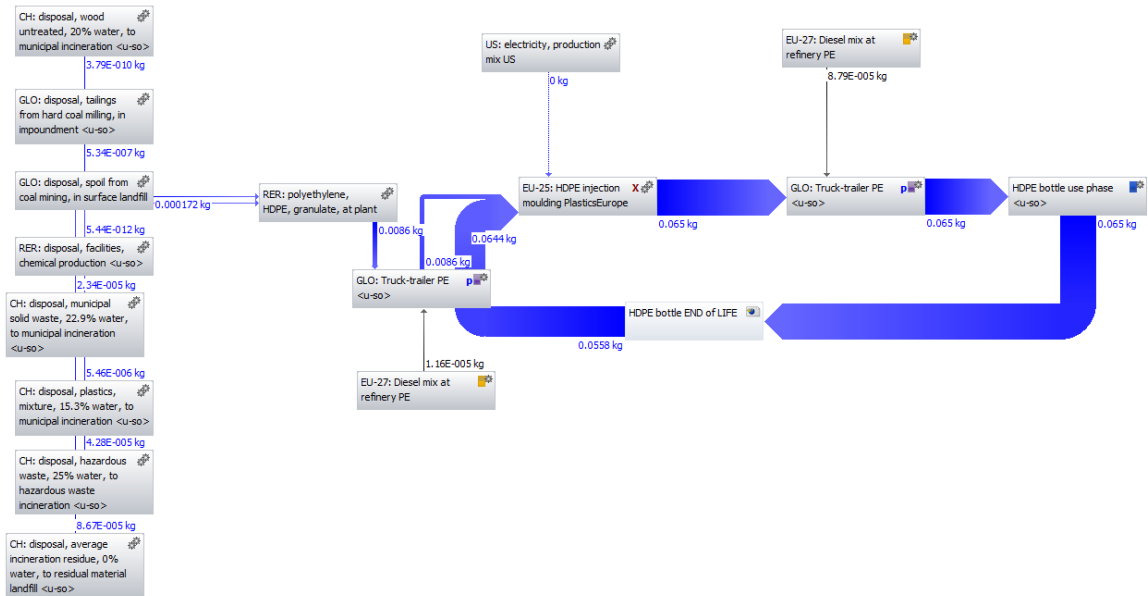 CH: disposal, wood
untreated, 20% water, to
municipal incineration <u-so>
3.79E-010 kg
GLO: disposal, tailings
from hard coal milling, in
impoundment <u-so>
5.34E-007 kg
GLO: disposal, spoil from
coal mining, in surface landfill
0.000172 kg
5.44E-012 kg
RER: disposal, facilities,
chemical production <u-so>
2.34E-005 kg
CH: disposal, municipal
solid waste, 22.9% water,
to municipal incineration
<u-so>
5.46E-006 kg
CH: disposal, plastics,
mixture, 15.3% water, to
municipal incineration <u-so>
4.28E-005 kg
CH: disposal, hazardous
waste, 25% water, to
hazardous waste
incineration <u-so>
8.67E-005 kg
CH: disposal, average
incineration residue, 0%
water, to residual material
landfill <u-so>
RER: polyethylene,
HDPE, granulate, at plant
0.0086 kg
GLO: Truck-trailer PE
<u-so>
p
1.16E-005 kg
EU-27: Diesel mix at
refinery PE
0.0086 kg
0.0644 kg
US: electricity, production
mix US
0 kg
EU-25: HDPE injection
moulding PlasticsEurope
X
0.065 kg
EU-27: Diesel mix at
refinery PE
8.79E-005 kg
GLO: Truck-trailer PE
<u-so>
p
0.065 kg
HDPE bottle use phase
<u-so>
0.065 kg
HDPE bottle END of LIFE
0.0558 kg